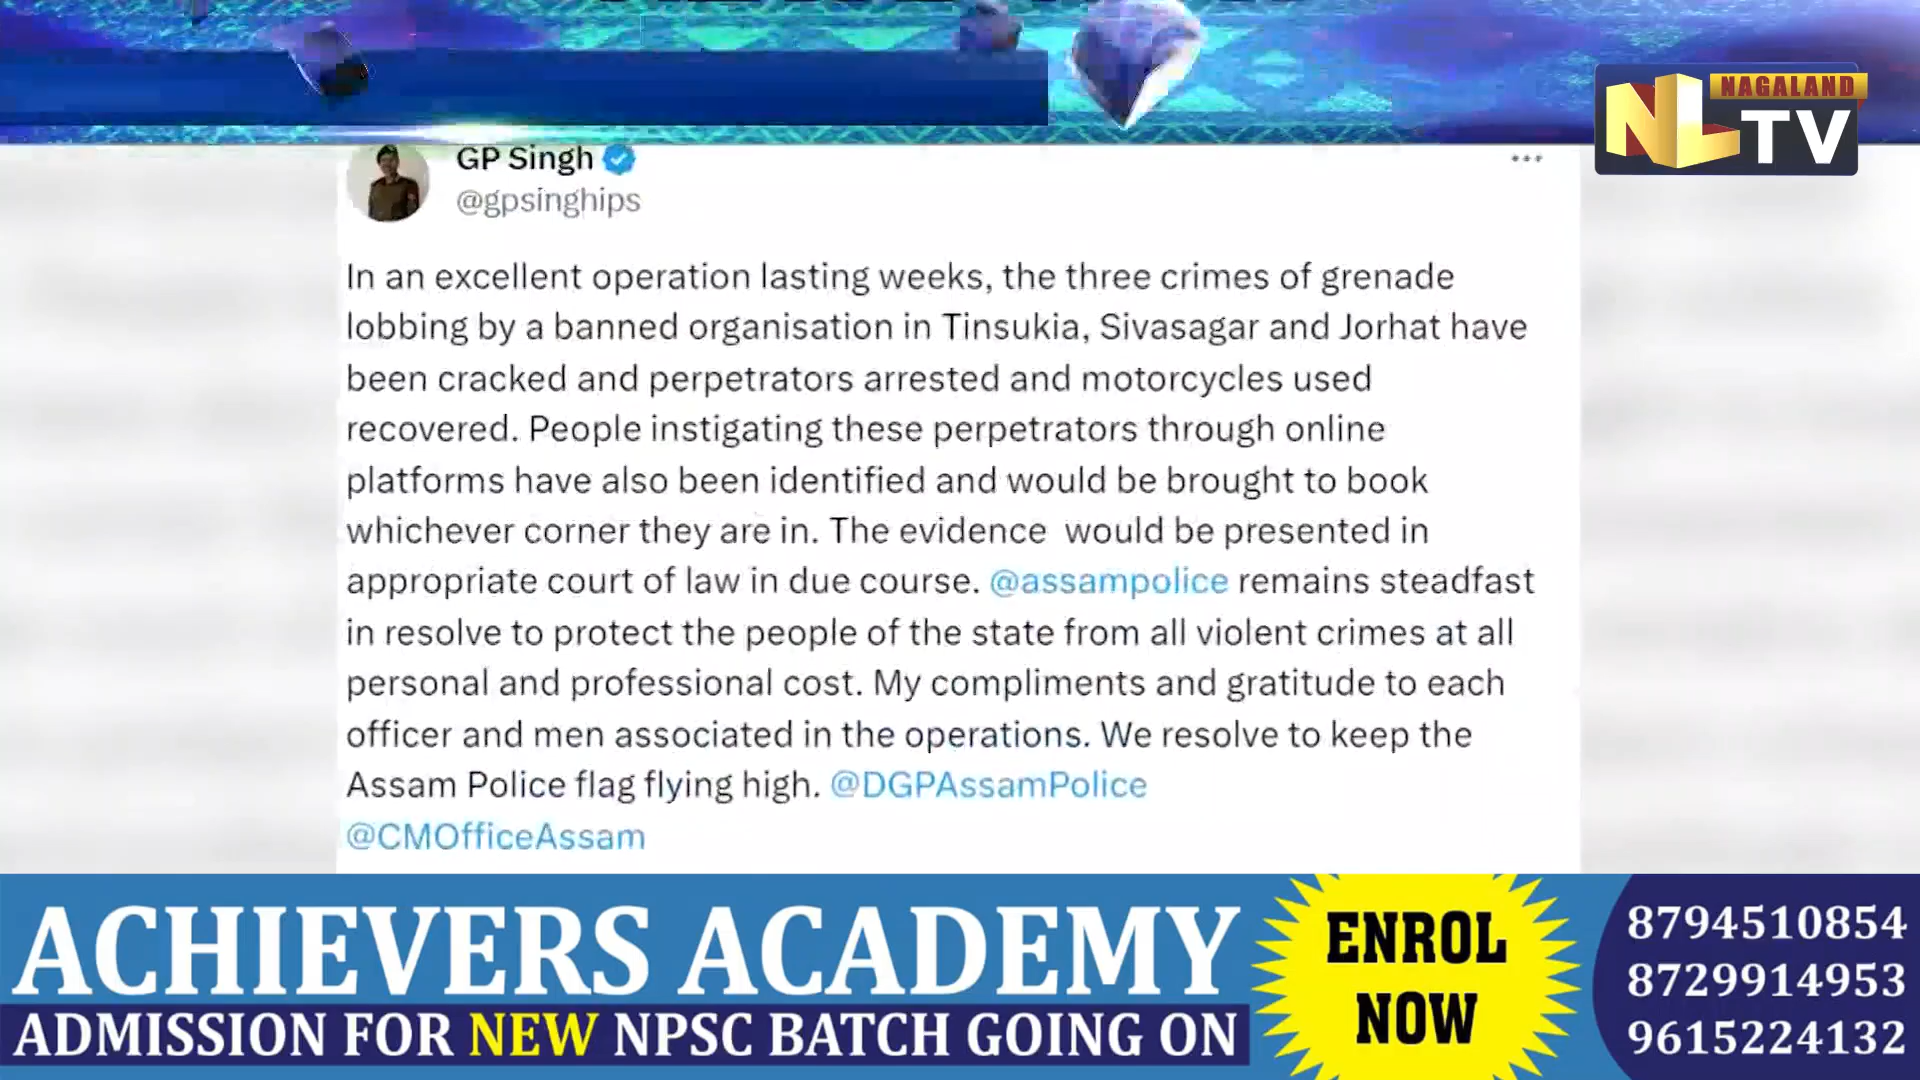 NAGALAND
NL TV
GP Singh
@gpsinghips
In an excellent operation lasting weeks, the three crimes of grenade
lobbing by a banned organisation in Tinsukia, Sivasagar and Jorhat have
been cracked and perpetrators arrested and motorcycles used
recovered. People instigating these perpetrators through online
platforms have also been identified and would be brought to book
whichever corner they are in. The evidence  would be presented in
appropriate court of law in due course. @assampolice remains steadfast
in resolve to protect the people of the state from all violent crimes at all
personal and professional cost. My compliments and gratitude to each
officer and men associated in the operations. We resolve to keep the
Assam Police flag flying high. @DGPAssamPolice
@CMOfficeAssam
ACHIEVERS ACADEMY
ADMISSION FOR NEW NPSC BATCH GOING ON
ENROL
NOW
8794510854
8729914953
9615224132